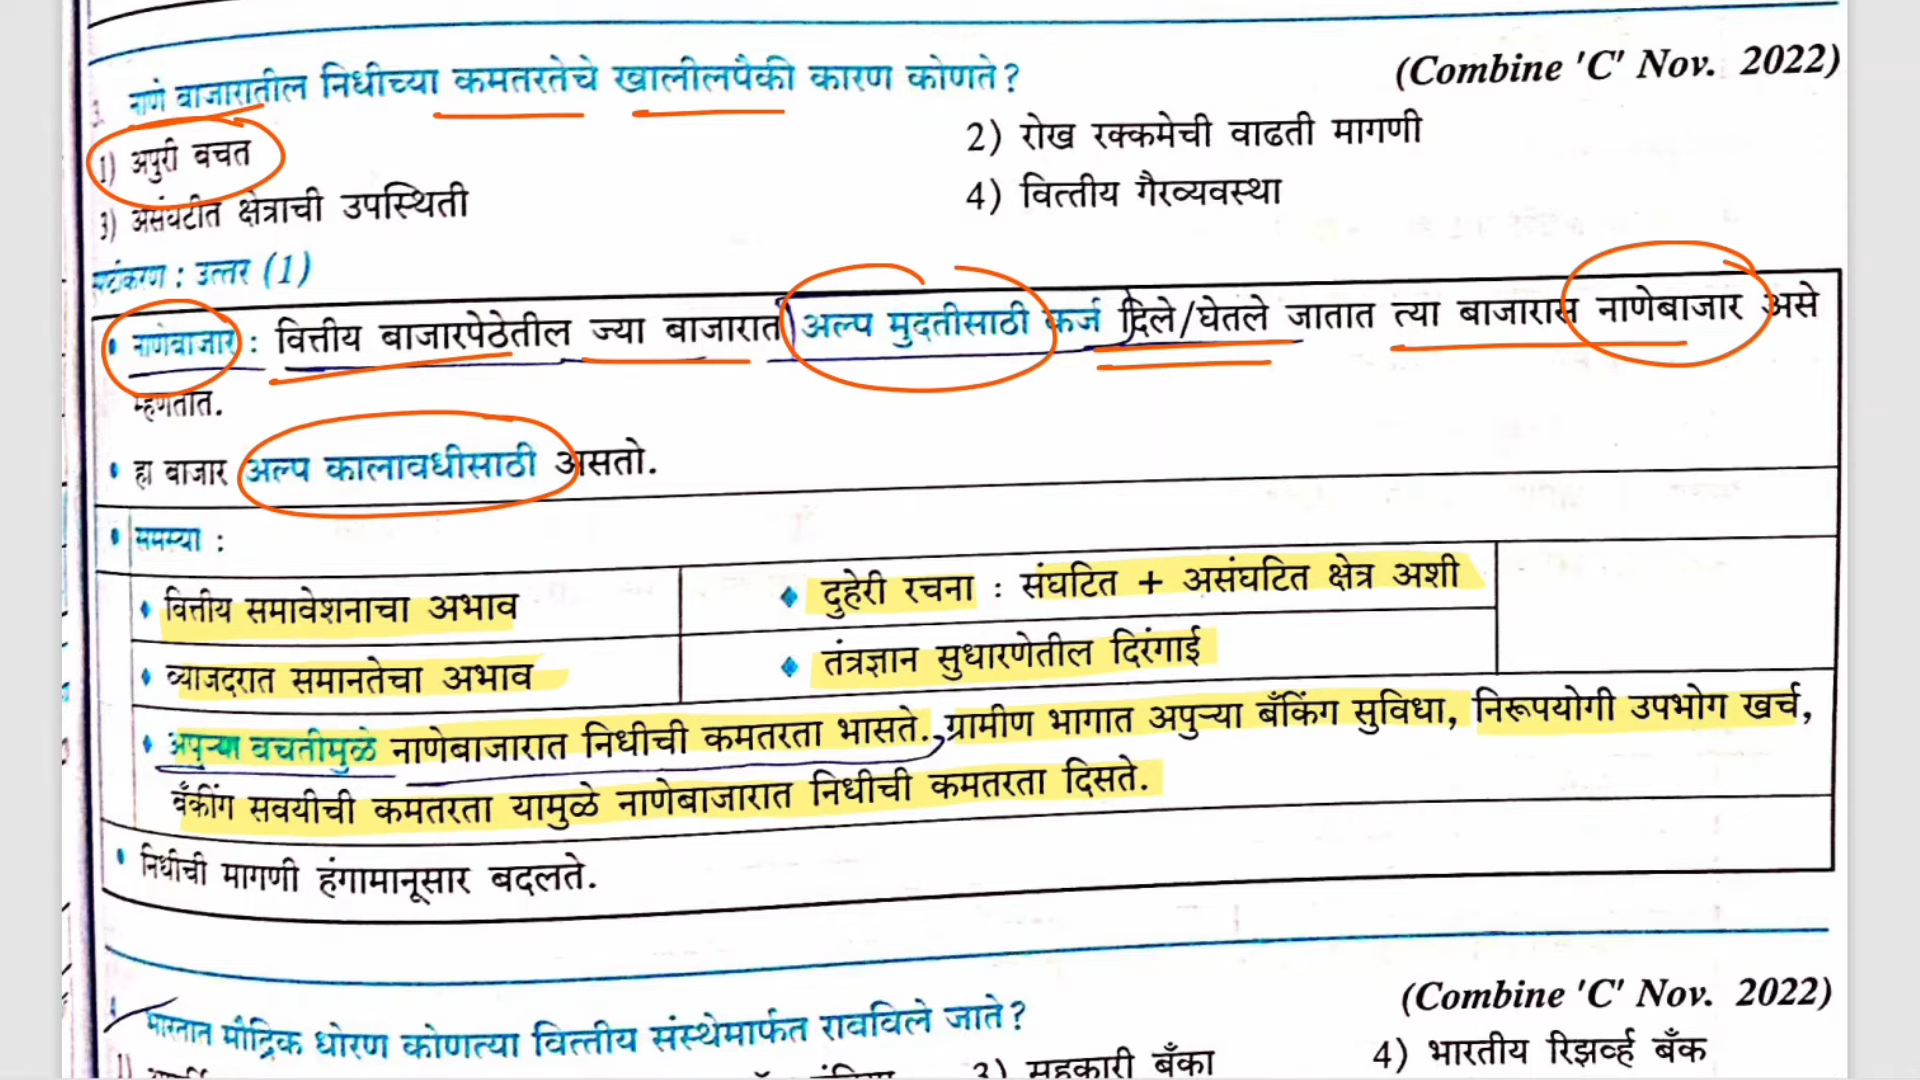 नाणे बाजारातील निधीच्या कमतरतेचे खालीलपैकी कारण कोणते? (Combine 'C' Nov. 2022)
1) अपुरी बचत 2) रोख रक्कमेची वाढती मागणी
3) असंघटीत क्षेत्राची उपस्थिती 4) वित्तीय गैरव्यवस्था
उत्तर (1)
• नाणेबाजार : वित्तीय बाजारपेठेतील ज्या बाजारात अल्प मुदतीसाठी कर्ज दिले/घेतले जातात त्या बाजारास नाणेबाजार असे
म्हणतात.
• हा बाजार अल्प कालावधीसाठी असतो.
• समस्या :
♦ वित्तीय समावेशनाचा अभाव ♦ दुहेरी रचना : संघटित + असंघटित क्षेत्र अशी
♦ व्याजदरात समानतेचा अभाव ♦ तंत्रज्ञान सुधारणेतील दिरंगाई
♦ अपुऱ्या बचतीमुळे नाणेबाजारात निधीची कमतरता भासते., ग्रामीण भागात अपुऱ्या बँकिंग सुविधा, निरूपयोगी उपभोग खर्च,
बँकींग सवयीची कमतरता यामुळे नाणेबाजारात निधीची कमतरता दिसते.
• निधीची मागणी हंगामानूसार बदलते.
(Combine 'C' Nov. 2022)
भारतात मौद्रिक धोरण कोणत्या वित्तीय संस्थेमार्फत राबविले जाते?
1) 3) सहकारी बँका 4) भारतीय रिझर्व्ह बँक